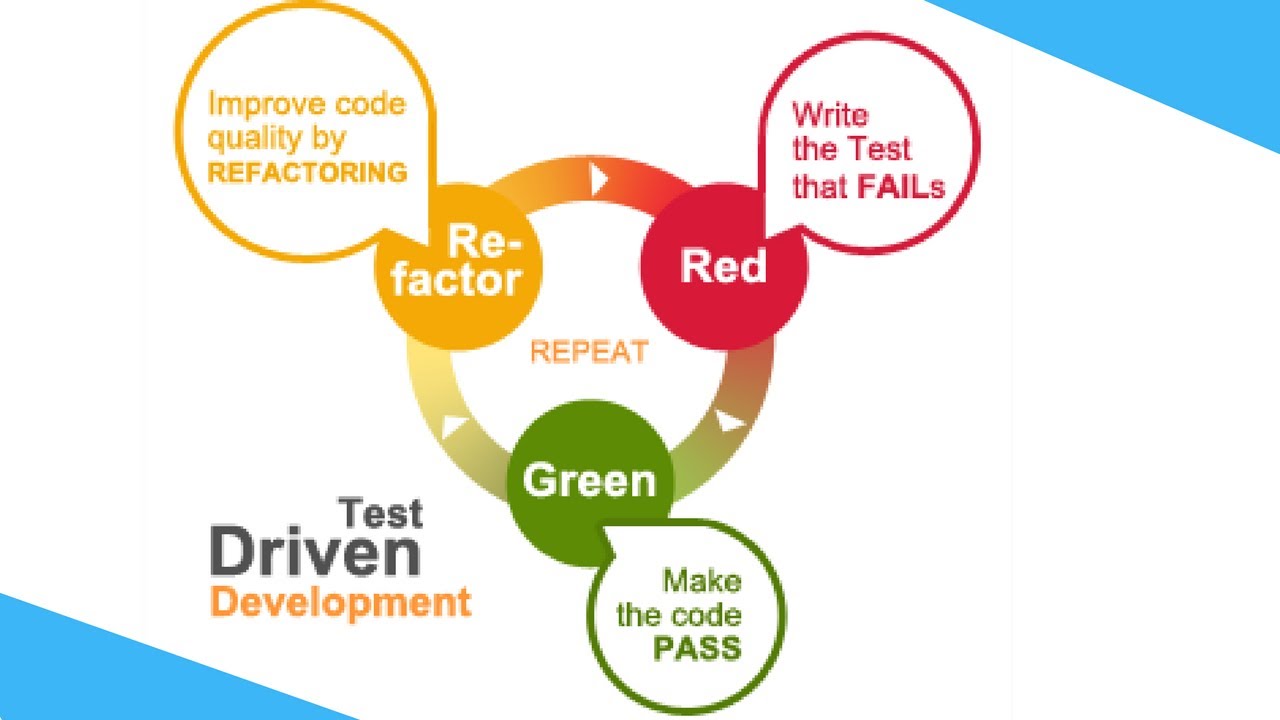 Improve code
quality by
REFACTORING
Write
the Test
that FAILs
Re-
factor
Red
REPEAT
Green
Test
Driven
Development
Make
the code
PASS